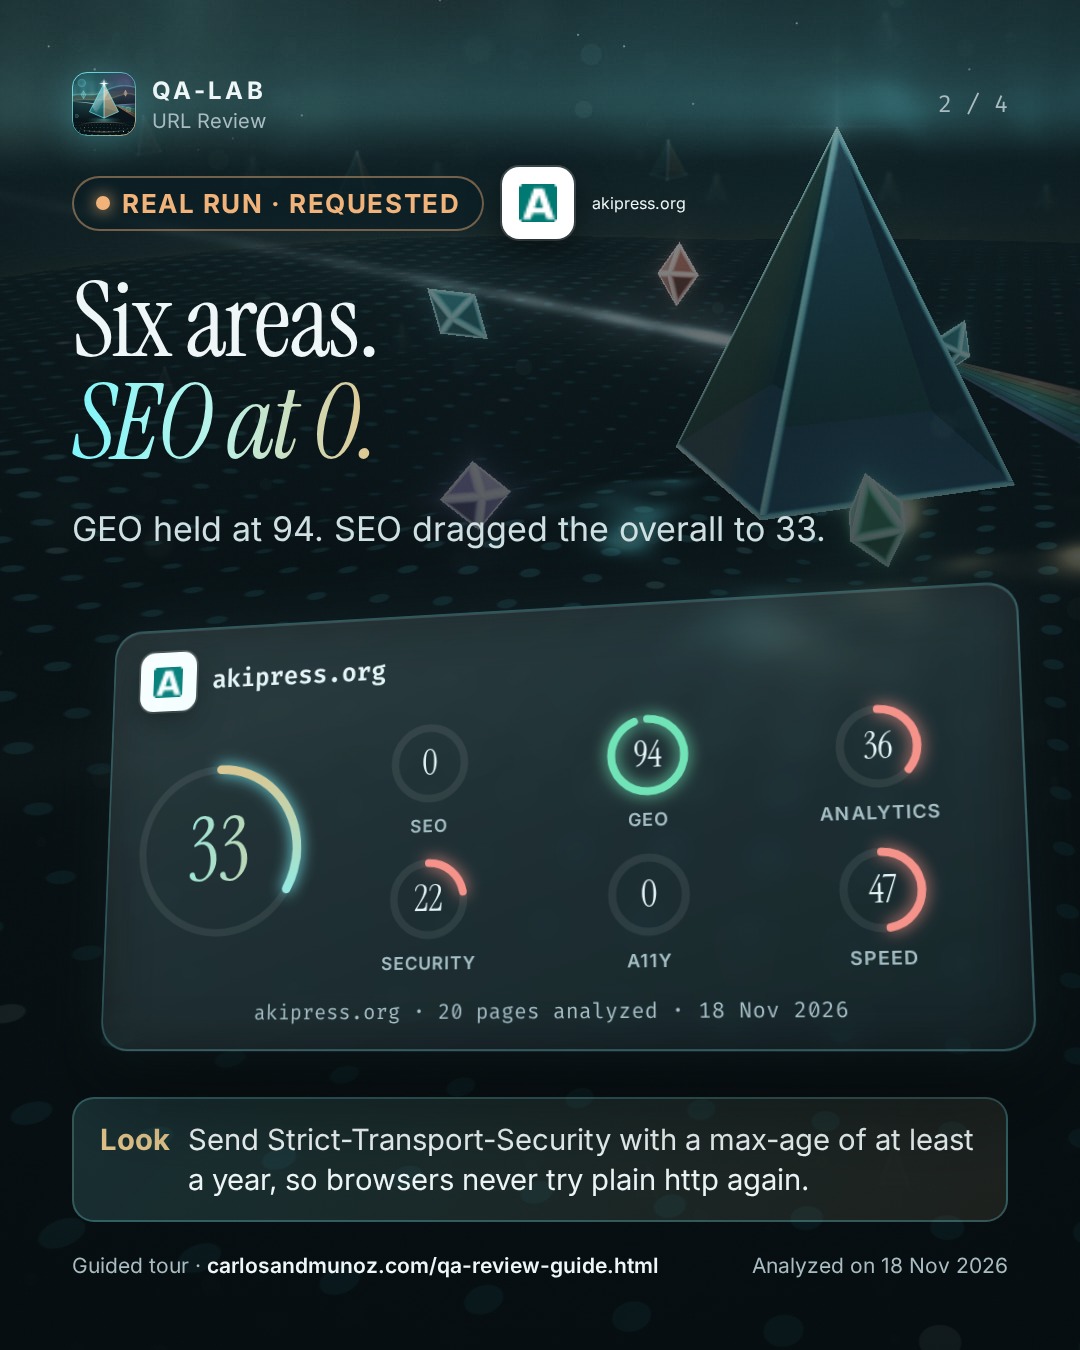 QA-LAB
URL Review
2 / 4
REAL RUN · REQUESTED
A
akipress.org
Six areas.
SEO at 0.
GEO held at 94. SEO dragged the overall to 33.
A
akipress.org
33
0
SEO
94
GEO
36
ANALYTICS
22
SECURITY
0
A11Y
47
SPEED
akipress.org · 20 pages analyzed · 18 Nov 2026
Look Send Strict-Transport-Security with a max-age of at least
a year, so browsers never try plain http again.
Guided tour · carlosandmunoz.com/qa-review-guide.html
Analyzed on 18 Nov 2026